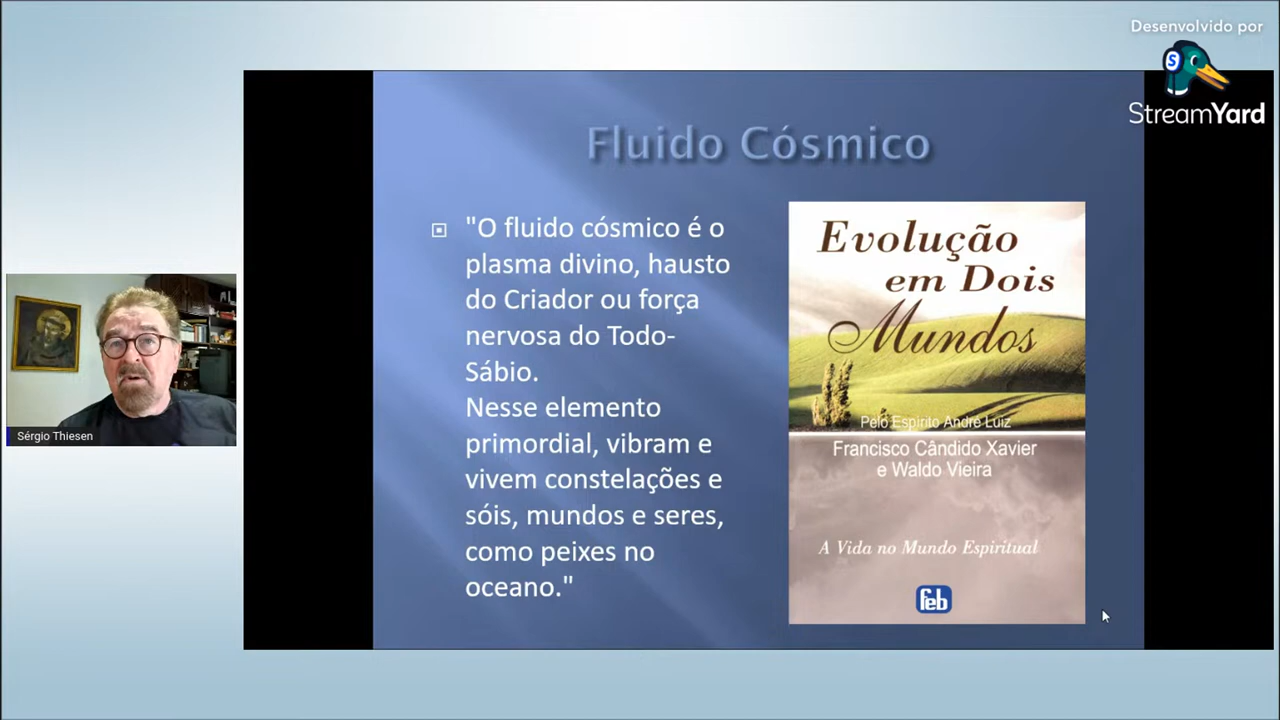 Desenvolvido por
StreamYard
Fluido Cósmico
"O fluido cósmico é o
plasma divino, hausto
do Criador ou força
nervosa do Todo-
Sábio.
Nesse elemento
primordial, vibram e
vivem constelações e
sóis, mundos e seres,
como peixes no
oceano."
Evolução
em Dois
Mundos
Pelo Espírito André Luiz
Francisco Cândido Xavier
e Waldo Vieira
A Vida no Mundo Espiritual
feb
Sérgio Thiesen